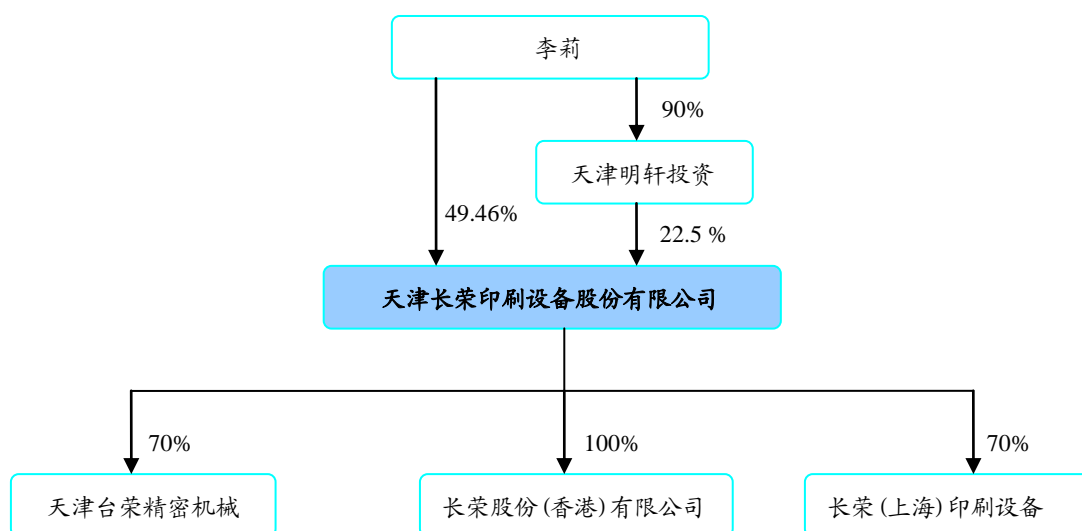 李莉
90%
天津明轩投资
49.46%
22.5 %
天津长荣印刷设备股份有限公司
70%
100%
70%
天津台荣精密机械
长荣股份(香港)有限公司
长荣(上海)印刷设备